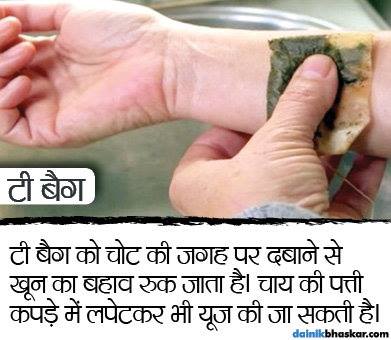 टी बैग
टी बैग को चोट की जगह पर दबाने से
खून का बहाव रुक जाता है। चाय की पत्ती
कपड़े में लपेटकर भी यूज की जा सकती है।
dainikbhaskar.com